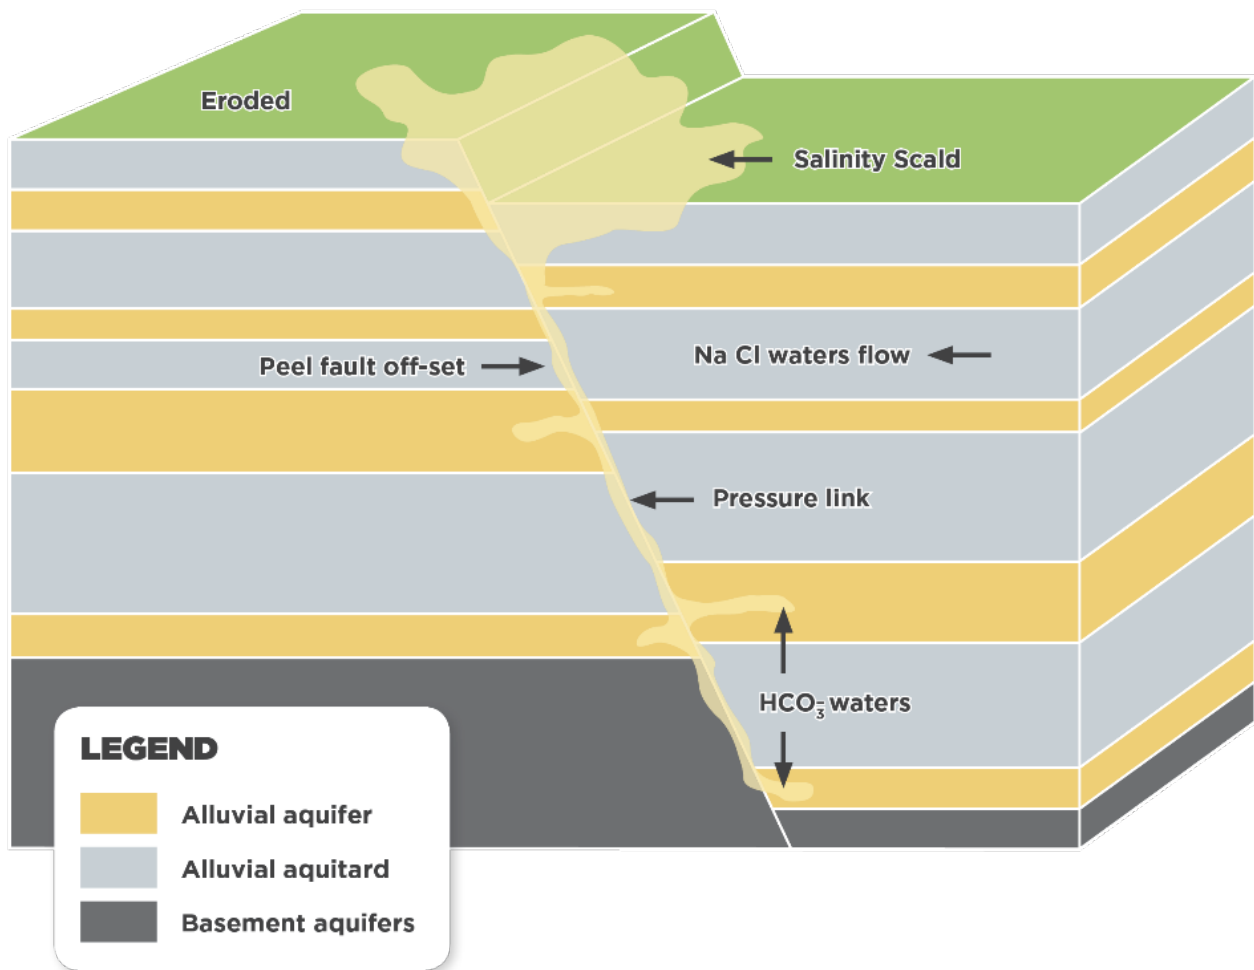 Eroded
Salinity Scald
Peel fault off-set
Na Cl waters flow
Pressure link
HCO₃⁻ waters
LEGEND
Alluvial aquifer
Alluvial aquitard
Basement aquifers